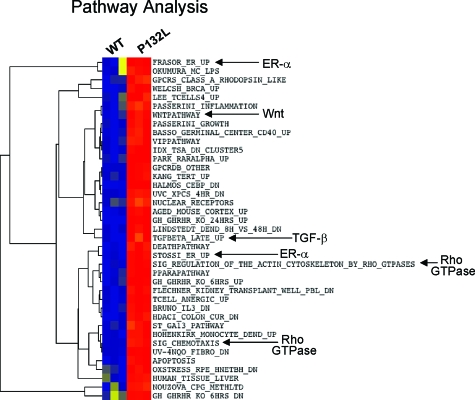 Pathway Analysis
WT P132L
FRASOR_ER_UP ER-α
OKUMURA_MC_LPS
GPCRS_CLASS_A_RHODOPSIN_LIKE
WELCSH_BRCA_UP
LEE_TCELLS4_UP
PASSERINI_INFLAMMATION
WNTPATHWAY Wnt
PASSERINI_GROWTH
BASSO_GERMINAL_CENTER_CD40_UP
VIPPATHWAY
IDX_TSA_DN_CLUSTER5
PARK_RARALPHA_UP
GPCRDB_OTHER
KANG_TERT_UP
HALMOS_CEBP_DN
UVC_XPCS_4HR_DN
NUCLEAR_RECEPTORS
AGED_MOUSE_CORTEX_UP
GH_GHRHR_KO_24HRS_UP
LINDSTEDT_DEND_8H_VS_48H_DN
TGFBETA_LATE_UP TGF-β
DEATHPATHWAY
STOSSI_ER_UP ER-α
SIG_REGULATION_OF_THE_ACTIN_CYTOSKELETON_BY_RHO_GTPASES Rho GTPase
PPARAPATHWAY
GH_GHRHR_KO_6HRS_UP
FLECHNER_KIDNEY_TRANSPLANT_WELL_PBL_DN
TCELL_ANERGIC_UP
BRUNO_IL3_DN
HDACI_COLON_CUR_DN
ST_GA13_PATHWAY
HOHENKIRK_MONOCYTE_DEND_UP
SIG_CHEMOTAXIS Rho GTPase
UV-4NQO_FIBRO_DN
APOPTOSIS
OXSTRESS_RPE_HNETBH_DN
HUMAN_TISSUE_LIVER
NOUZOVA_CPG_METHLTD
GH_GHRHR_KO_6HRS_DN